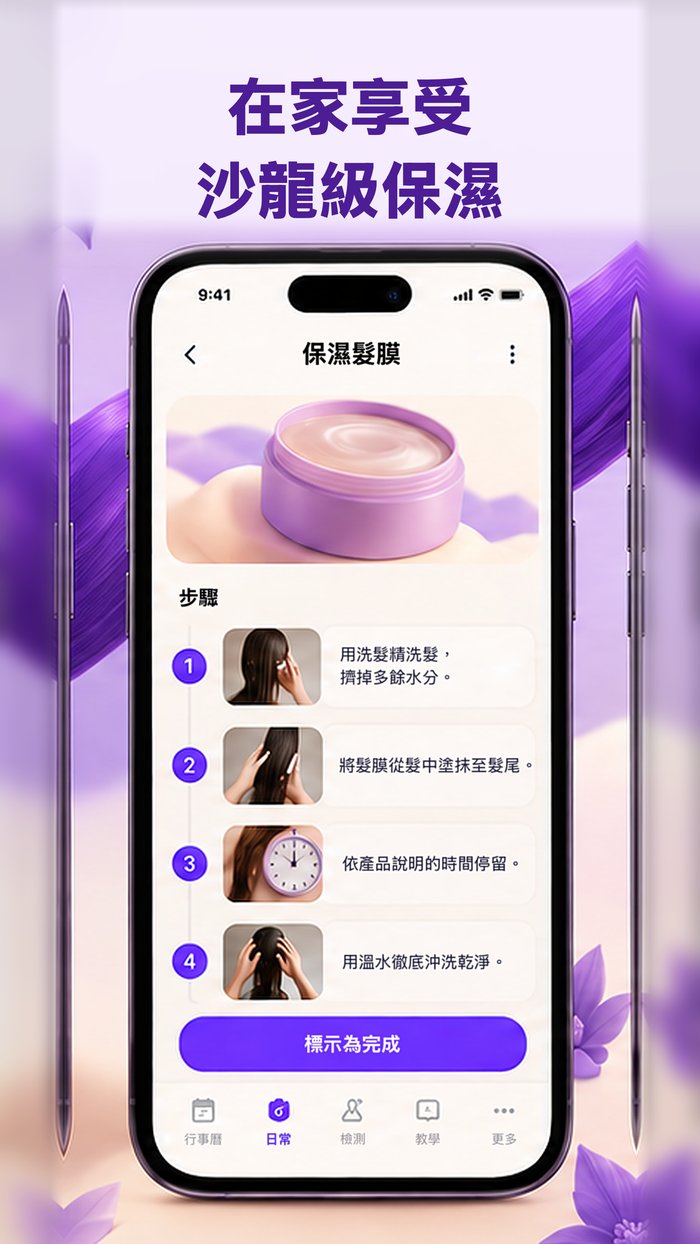 在家享受
沙龍級保濕
9:41
保濕髮膜
步驟
1
用洗髮精洗髮，
擠掉多餘水分。
2
將髮膜從髮中塗抹至髮尾。
3
依產品說明的時間停留。
4
用溫水徹底沖洗乾淨。
標示為完成
行事曆
日常
檢測
教學
更多